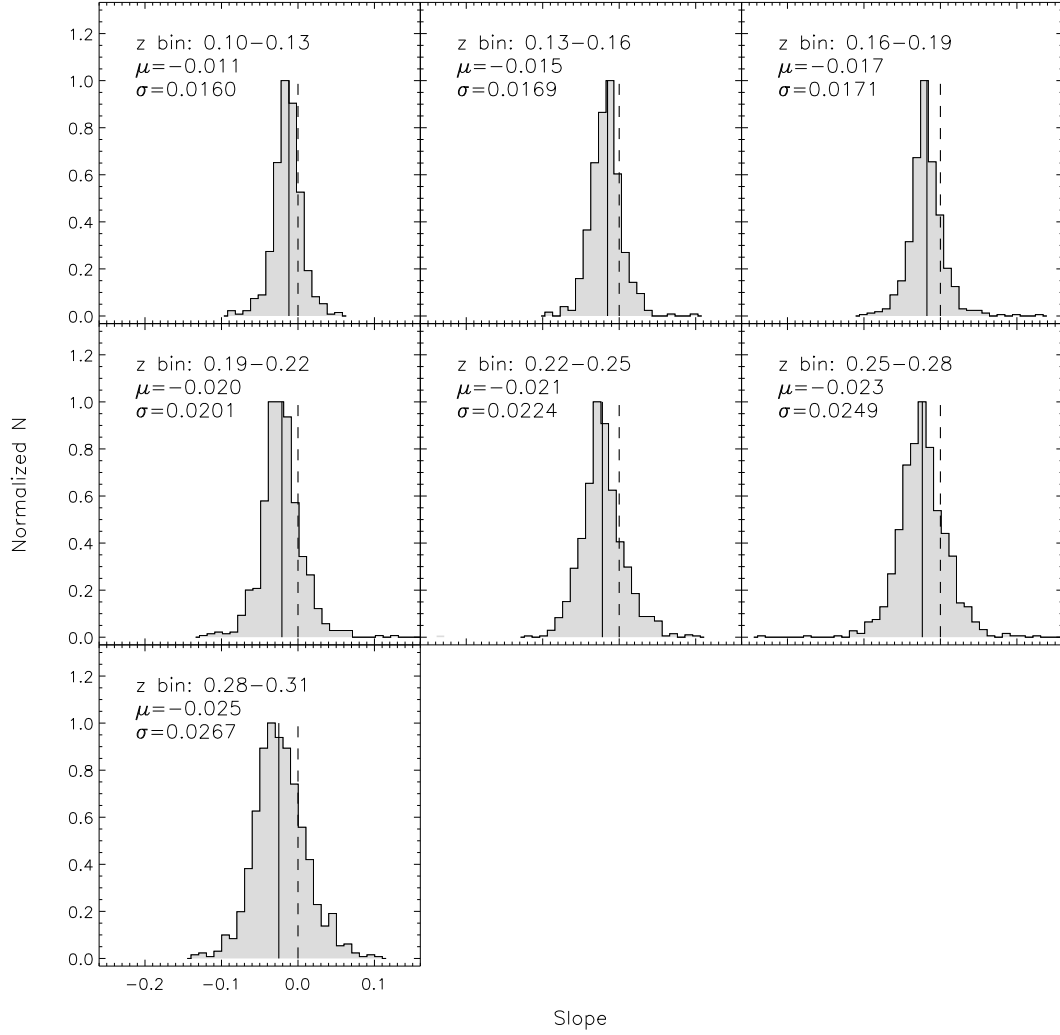 1.2
1.0
0.8
0.6
0.4
0.2
0.0
z bin: 0.10−0.13
μ=−0.011
σ=0.0160
z bin: 0.13−0.16
μ=−0.015
σ=0.0169
z bin: 0.16−0.19
μ=−0.017
σ=0.0171
1.2
1.0
0.8
0.6
0.4
0.2
0.0
z bin: 0.19−0.22
μ=−0.020
σ=0.0201
z bin: 0.22−0.25
μ=−0.021
σ=0.0224
z bin: 0.25−0.28
μ=−0.023
σ=0.0249
Normalized N
1.2
1.0
0.8
0.6
0.4
0.2
0.0
z bin: 0.28−0.31
μ=−0.025
σ=0.0267
−0.2 −0.1 0.0 0.1
Slope